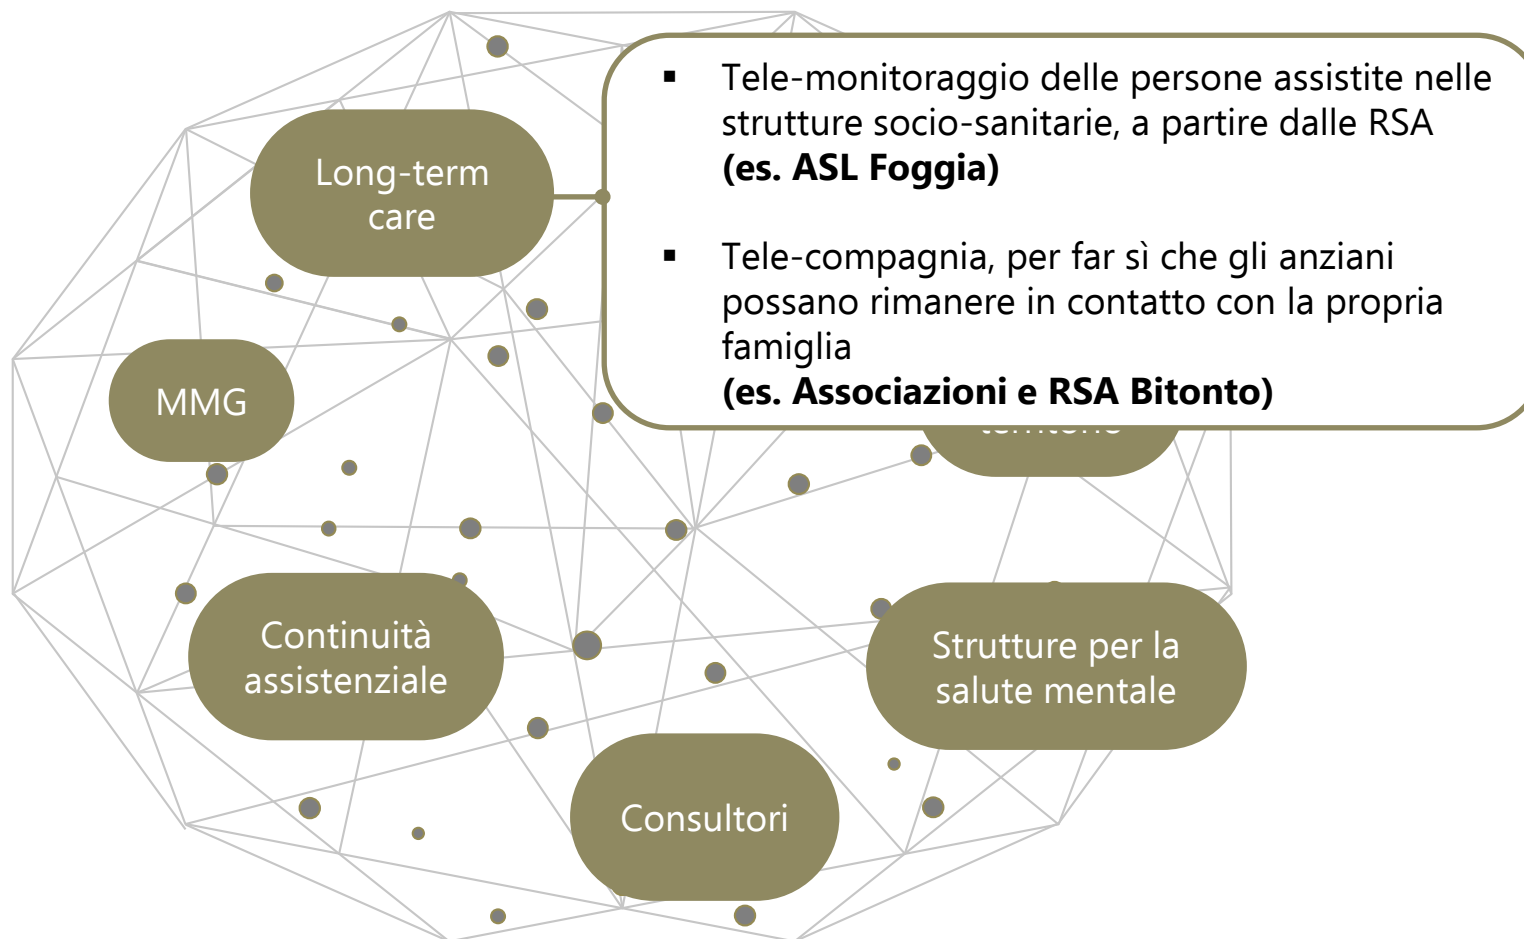 Long-term
care
▪ Tele-monitoraggio delle persone assistite nelle
strutture socio-sanitarie, a partire dalle RSA
(es. ASL Foggia)
▪ Tele-compagnia, per far sì che gli anziani
possano rimanere in contatto con la propria
famiglia
(es. Associazioni e RSA Bitonto)
MMG
territorio
Continuità
assistenziale
Strutture per la
salute mentale
Consultori